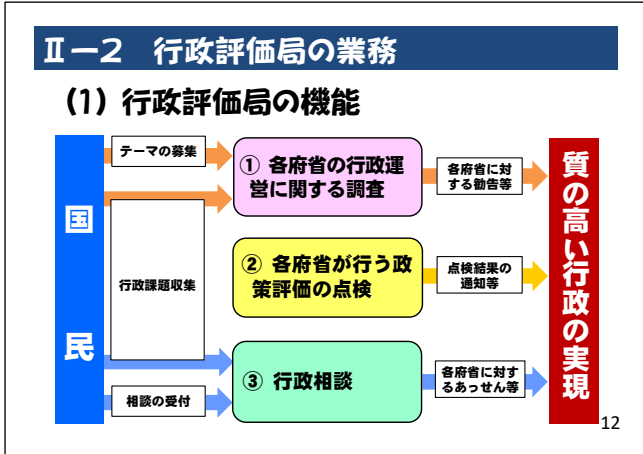 Ⅱー2 行政評価局の業務
(1) 行政評価局の機能
国民
テーマの募集
行政課題収集
相談の受付
① 各府省の行政運
営に関する調査
② 各府省が行う政
策評価の点検
③ 行政相談
各府省に対
する勧告等
点検結果の
通知等
各府省に対す
るあっせん等
質の高い行政の実現
12